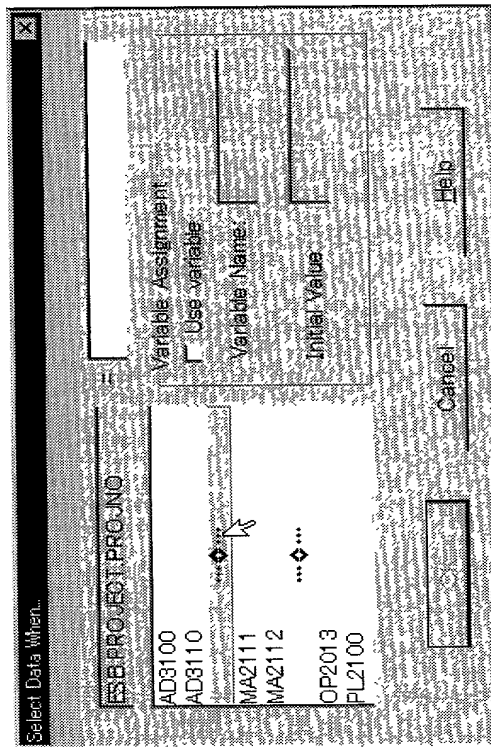 Select Data When...
ESB.PROJECT.PROJNO
=
AD3100
AD3110
MA2111
MA2112
OP2013
PL2100
Variable Assignment
Use variable
Variable Name:
Initial Value:
Cancel
Help